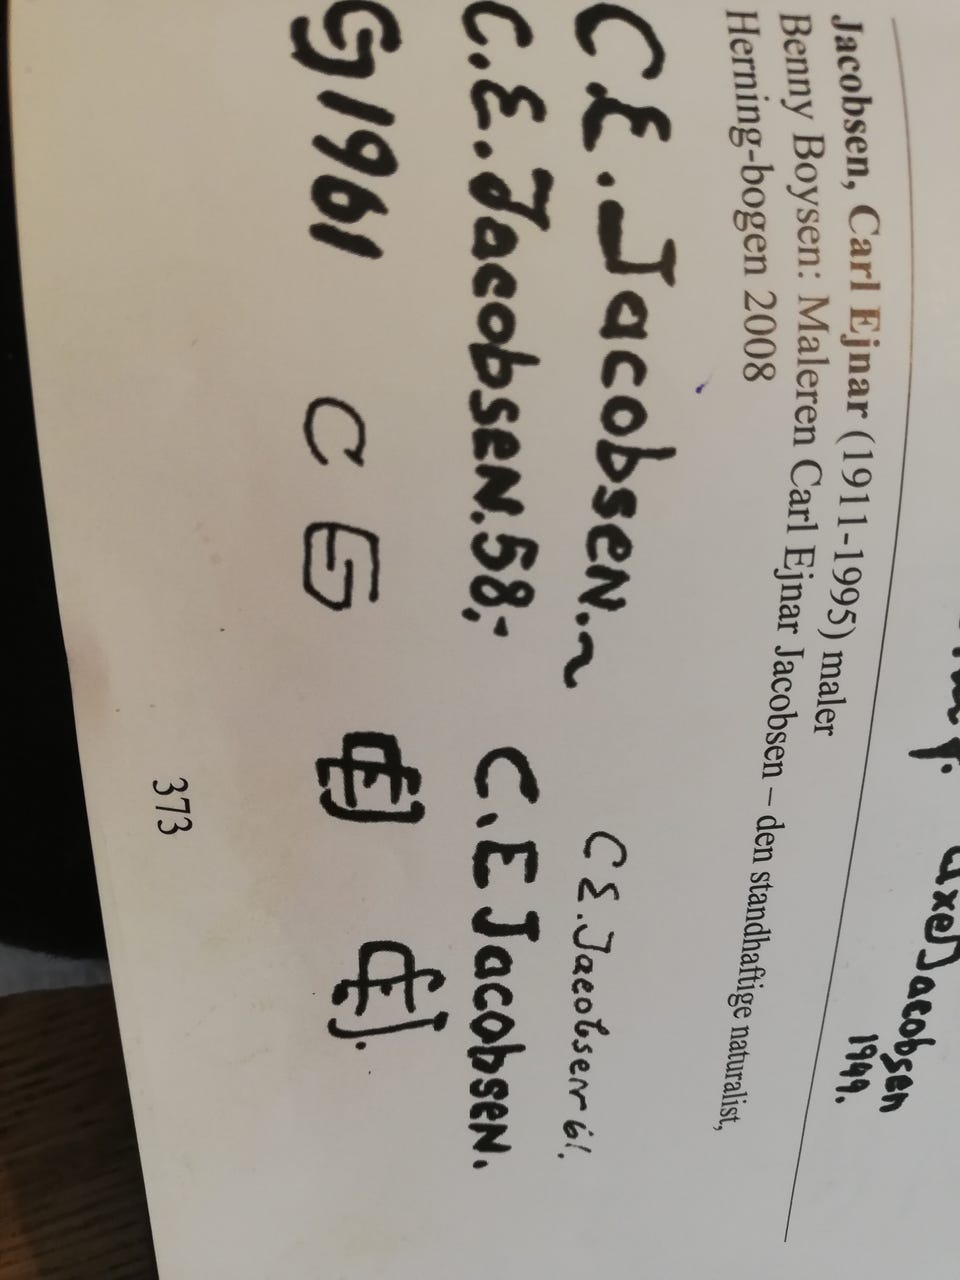 axel Jacobsen
1949.
Jacobsen, Carl Ejnar (1911-1995) maler
Benny Boysen: Maleren Carl Ejnar Jacobsen – den standhaftige naturalist,
Herning-bogen 2008
C.E. Jacobsen. C.E. Jacobsen 61.
C.E. Jacobsen. 58,- C.E Jacobsen.
1961 C
373